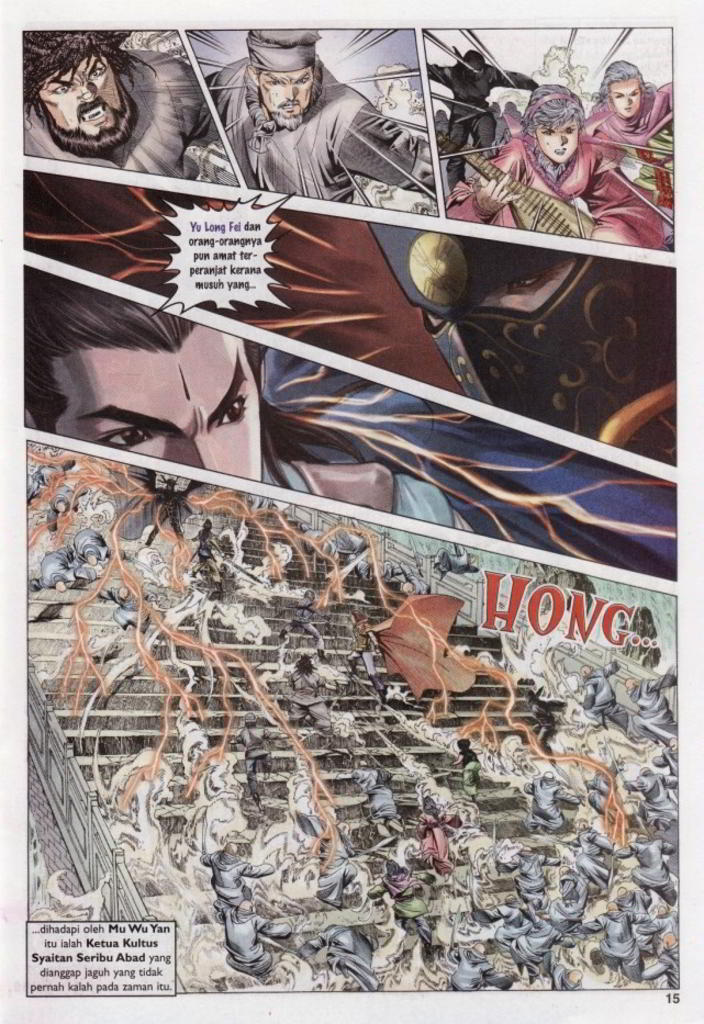 Yu Long Fei dan
orang-orangnya
pun amat ter-
peranjat kerana
musuh yang...
HONG...
...dihadapi oleh Mu Wu Yan
itu ialah Ketua Kultus
Syaitan Seribu Abad yang
dianggap jaguh yang tidak
pernah kalah pada zaman itu.
15